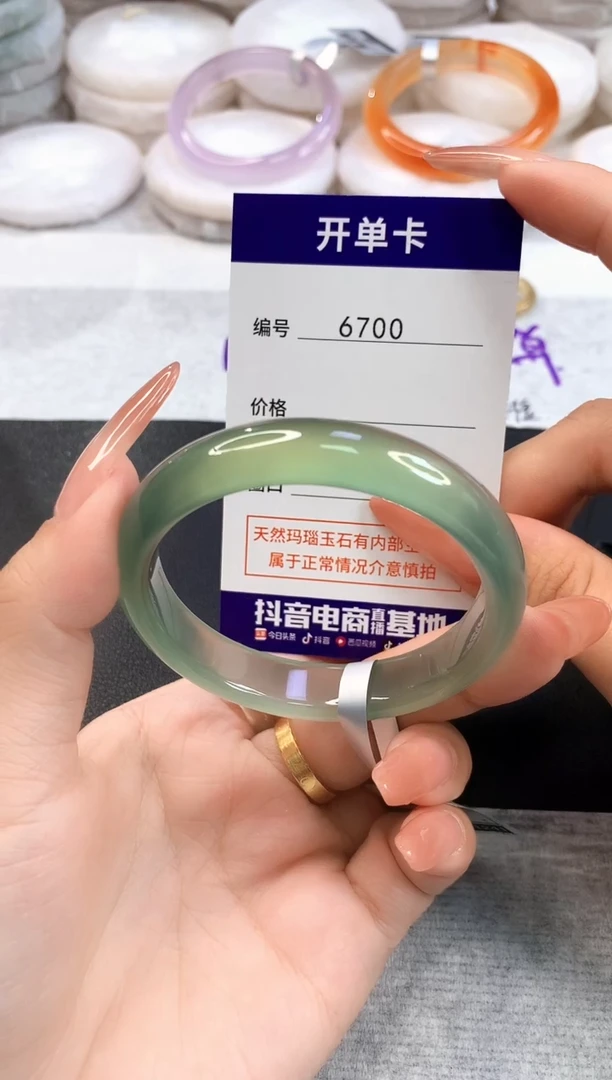 开单卡
编号 6700
价格
天然玛瑙玉石有内部
属于正常情况介意慎拍
抖音电商直播基地
今日头条 抖音 西瓜视频